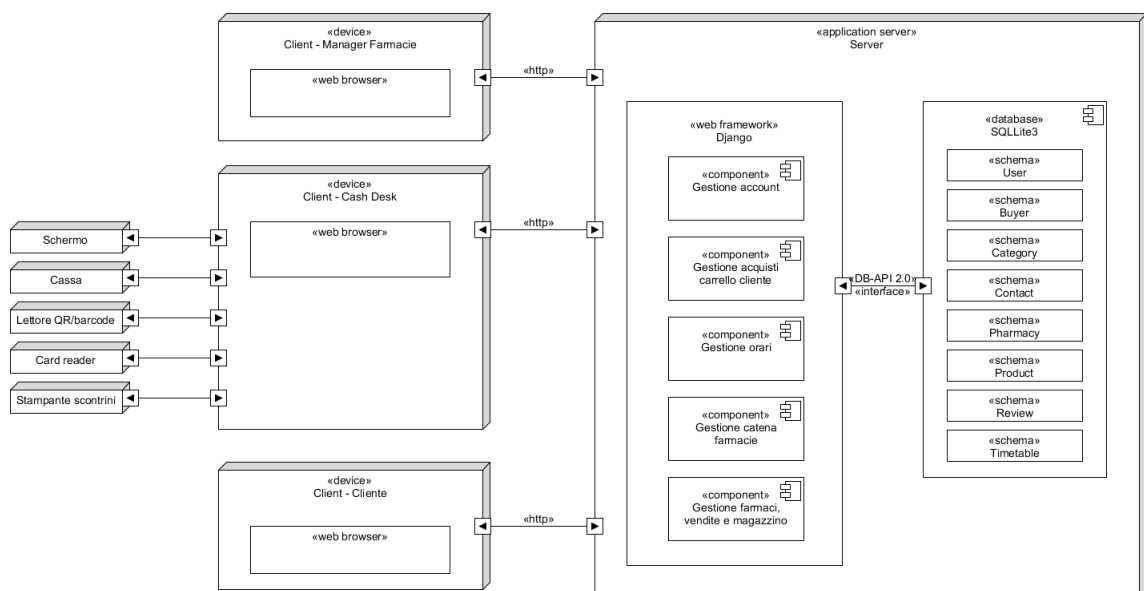 «device»
Client - Manager Farmacie
«web browser»
«http»
«device»
Client - Cash Desk
«web browser»
«http»
Schermo
Cassa
Lettore QR/barcode
Card reader
Stampante scontrini
«device»
Client - Cliente
«web browser»
«http»
«application server»
Server
«web framework»
Django
«component»
Gestione account
«component»
Gestione acquisti
carrello cliente
«component»
Gestione orari
«component»
Gestione catena
farmacie
«component»
Gestione farmaci,
vendite e magazzino
«DB-API 2.0»
«interface»
«database»
SQLLite3
«schema»
User
«schema»
Buyer
«schema»
Category
«schema»
Contact
«schema»
Pharmacy
«schema»
Product
«schema»
Review
«schema»
Timetable